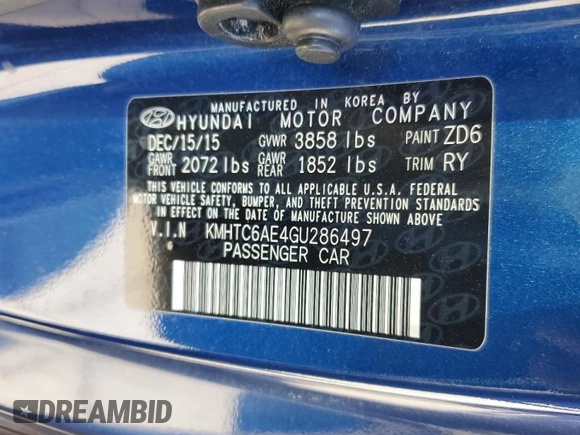 MANUFACTURED IN KOREA BY
HYUNDAI MOTOR COMPANY
DEC/15/15 GVWR 3858 lbs PAINT ZD6
GAWR FRONT 2072 lbs GAWR REAR 1852 lbs TRIM RY
THIS VEHICLE CONFORMS TO ALL APPLICABLE U.S.A. FEDERAL
MOTOR VEHICLE SAFETY, BUMPER, AND THEFT PREVENTION STANDARDS
IN EFFECT ON THE DATE OF MANUFACTURE SHOWN ABOVE.
V.I.N KMHTC6AE4GU286497
PASSENGER CAR
DREAMBID